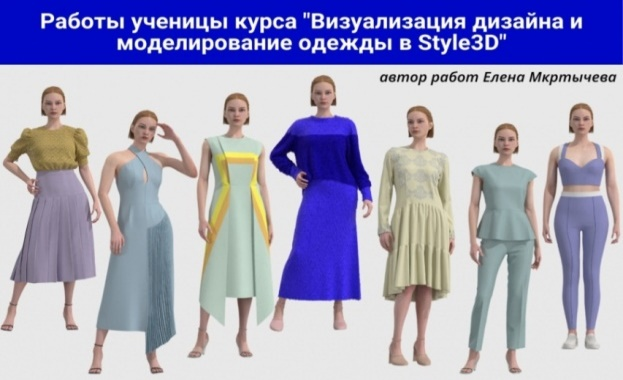 Работы ученицы курса "Визуализация дизайна и
моделирование одежды в Style3D"
автор работ Елена Мкртычева